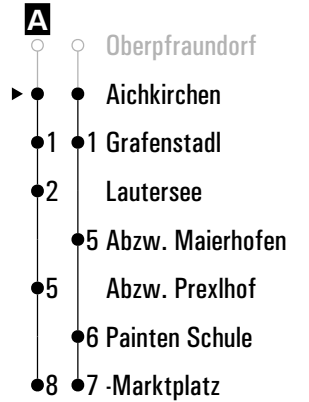 A
Oberpfraundorf
Aichkirchen
1 1 Grafenstadl
2 Lautersee
5 Abzw. Maierhofen
5 Abzw. Prexlhof
6 Painten Schule
8 7 -Marktplatz